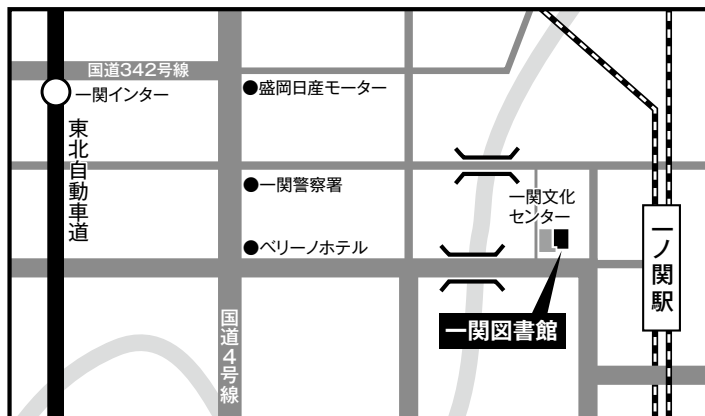 国道342号線
一関インター
●盛岡日産モーター
東北自動車道
●一関警察署
一関文化
センター
●ベリーノホテル
一ノ関駅
国道4号線
一関図書館